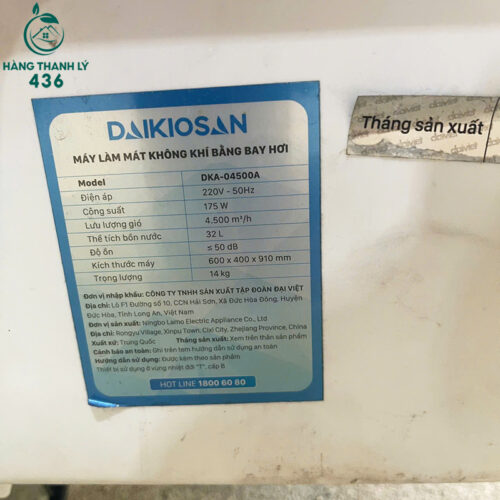 HÀNG THANH LÝ
436
DAIKIOSAN
MÁY LÀM MÁT KHÔNG KHÍ BẰNG BAY HƠI
Model DKA-04500A
Điện áp 220V - 50Hz
Công suất 175 W
Lưu lượng gió 4.500 m³/h
Thể tích bồn nước 32 L
Độ ồn ≤ 50 dB
Kích thước máy 600 x 400 x 910 mm
Trọng lượng 14 kg
Đơn vị nhập khẩu: CÔNG TY TNHH SẢN XUẤT TẬP ĐOÀN ĐẠI VIỆT
Địa chỉ: Lô F1 Đường số 10, CCN Hải Sơn, Xã Đức Hòa Đông, Huyện
Đức Hòa, Tỉnh Long An, Việt Nam
Đơn vị sản xuất: Ningbo Lamo Electric Appliance Co., Ltd
Địa chỉ: Rongyu Village, Xinpu Town, Cixi City, Zhejiang Province, China
Xuất xứ: Trung Quốc Tháng sản xuất: Xem trên thân sản phẩm
Cảnh báo an toàn: Ghi trên tem hướng dẫn sử dụng an toàn
Hướng dẫn sử dụng: Được kèm theo sản phẩm
Thiết bị sử dụng ở vùng nhiệt đới "T", cấp B
HOT LINE 1800 60 80
Tháng sản xuất